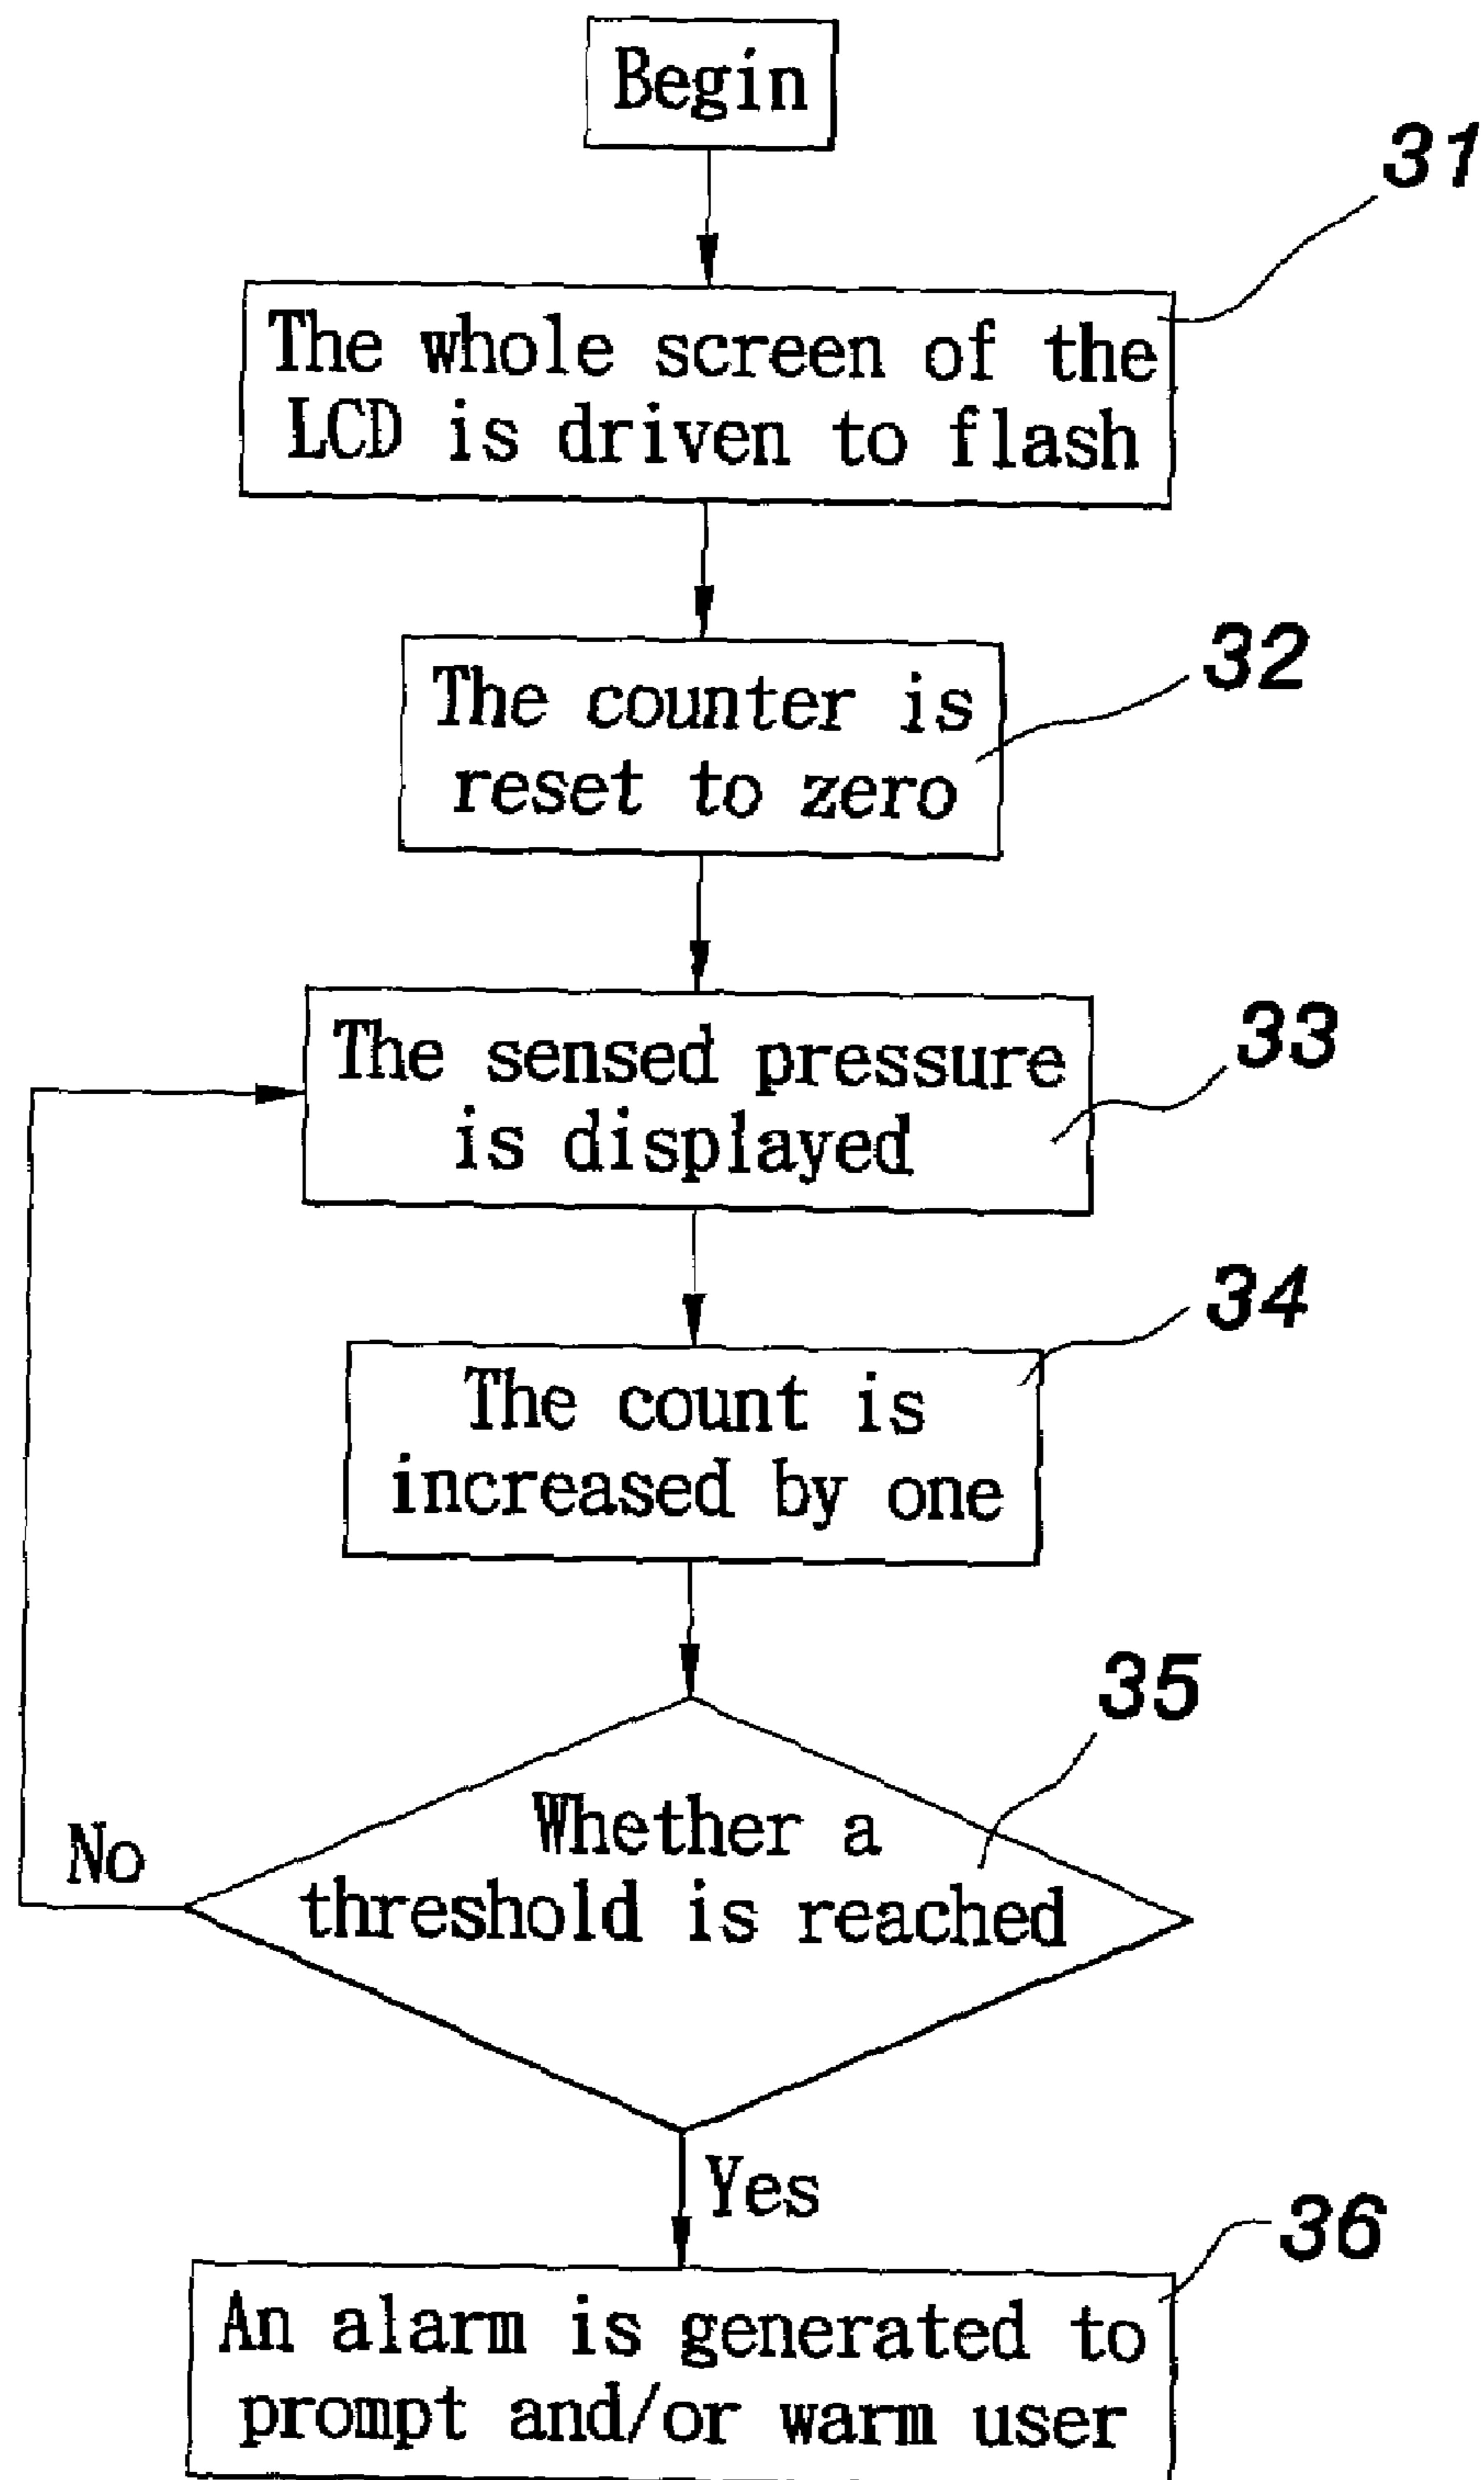 Begin
31
The whole screen of the
LCD is driven to flash
32
The counter is
reset to zero
33
The sensed pressure
is displayed
34
The count is
increased by one
35
Whether a
threshold is reached
No
Yes
36
An alarm is generated to
prompt and/or warm user